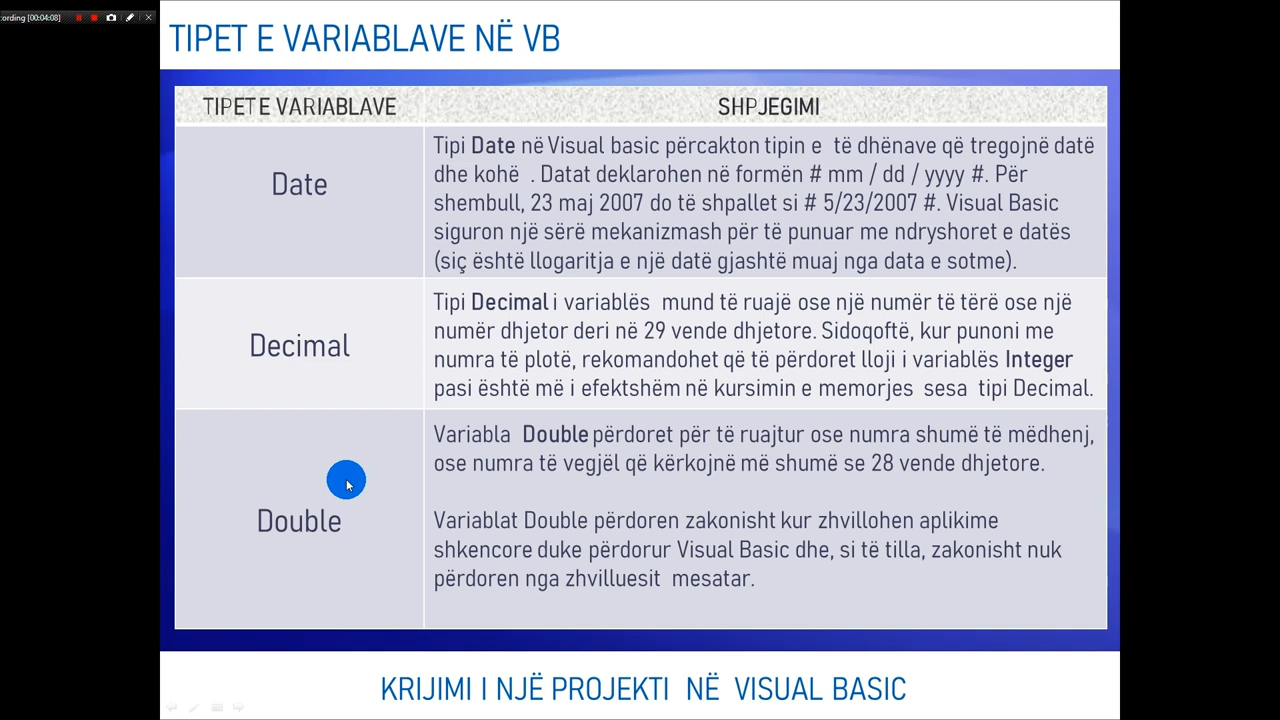 cording [00:04:08]
TIPET E VARIABLAVE NË VB
TIPET E VARIABLAVE
SHPJEGIMI
Date
Tipi Date në Visual basic përcakton tipin e të dhënave që tregojnë datë
dhe kohë . Datat deklarohen në formën # mm / dd / yyyy #. Për
shembull, 23 maj 2007 do të shpallet si # 5/23/2007 #. Visual Basic
siguron një sërë mekanizmash për të punuar me ndryshoret e datës
(siç është llogaritja e një datë gjashtë muaj nga data e sotme).
Decimal
Tipi Decimal i variablës mund të ruajë ose një numër të tërë ose një
numër dhjetor deri në 29 vende dhjetore. Sidoqoftë, kur punoni me
numra të plotë, rekomandohet që të përdoret lloji i variablës Integer
pasi është më i efektshëm në kursimin e memorjes sesa tipi Decimal.
Double
Variabla Double përdoret për të ruajtur ose numra shumë të mëdhenj,
ose numra të vegjël që kërkojnë më shumë se 28 vende dhjetore.
Variablat Double përdoren zakonisht kur zhvillohen aplikime
shkencore duke përdorur Visual Basic dhe, si të tilla, zakonisht nuk
përdoren nga zhvilluesit mesatar.
KRIJIMI I NJË PROJEKTI NË VISUAL BASIC